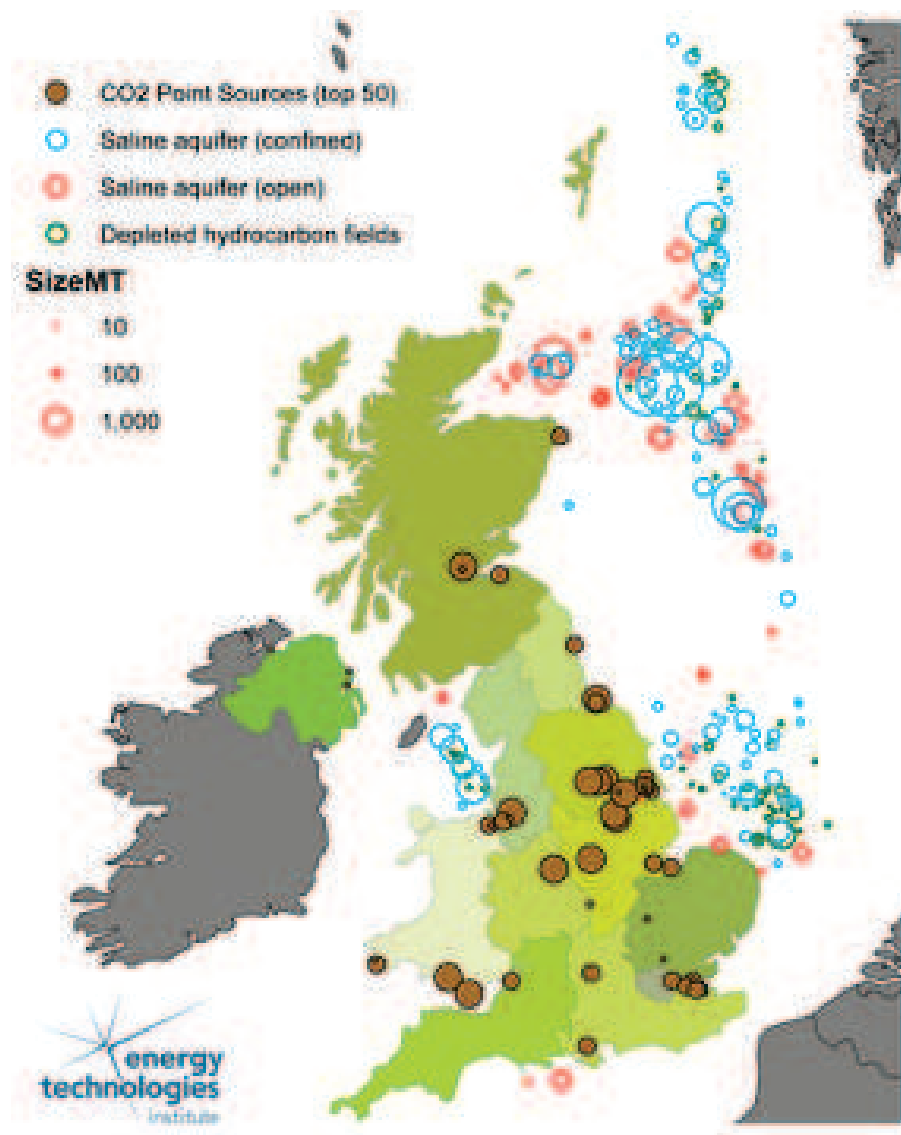 CO2 Point Sources (top 50)
Saline aquifer (confined)
Saline aquifer (open)
Depleted hydrocarbon fields
SizeMT
10
100
1,000
energy
technologies
institute